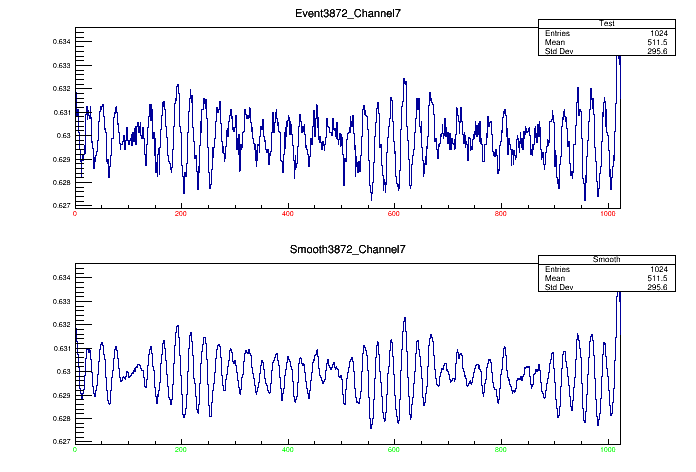 Event3872_Channel7
Test
Entries 1024
Mean 511.5
Std Dev 295.6
0.634
0.633
0.632
0.631
0.63
0.629
0.628
0.627
0 200 400 600 800 1000
Smooth3872_Channel7
Smooth
Entries 1024
Mean 511.5
Std Dev 295.6
0.634
0.633
0.632
0.631
0.63
0.629
0.628
0.627
0 200 400 600 800 1000